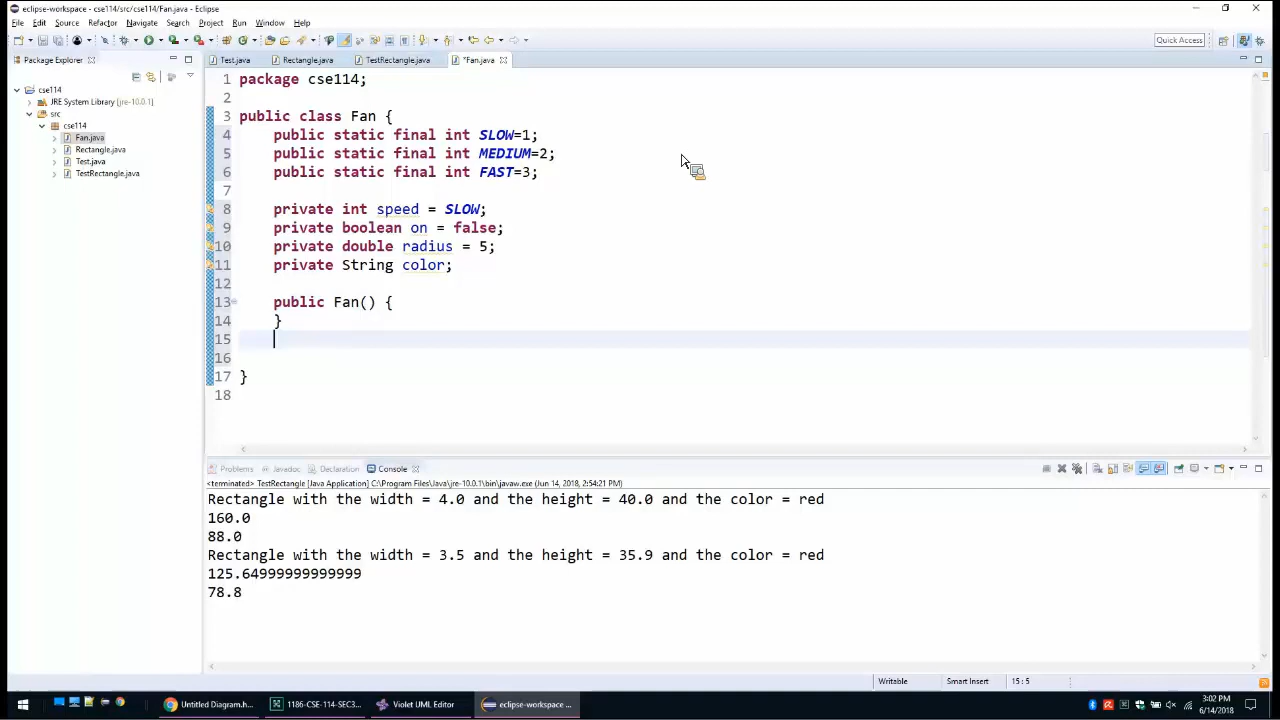 eclipse-workspace - cse114/src/cse114/Fan.java - Eclipse
File Edit Source Refactor Navigate Search Project Run Window Help
Quick Access
Package Explorer
Test.java Rectangle.java TestRectangle.java *Fan.java
cse114
JRE System Library [jre-10.0.1]
src
cse114
Fan.java
Rectangle.java
Test.java
TestRectangle.java
1 package cse114;
2
3 public class Fan {
4 public static final int SLOW=1;
5 public static final int MEDIUM=2;
6 public static final int FAST=3;
7
8 private int speed = SLOW;
9 private boolean on = false;
10 private double radius = 5;
11 private String color;
12
13 public Fan() {
14 }
15
16
17 }
18
Problems Javadoc Declaration Console
<terminated> TestRectangle [Java Application] C:\Program Files\Java\jre-10.0.1\bin\javaw.exe (Jun 14, 2018, 2:54:21 PM)
Rectangle with the width = 4.0 and the height = 40.0 and the color = red
160.0
88.0
Rectangle with the width = 3.5 and the height = 35.9 and the color = red
125.64999999999999
78.8
Writable Smart Insert 15 : 5
Untitled Diagram.h... 1186-CSE-114-SEC3... Violet UML Editor eclipse-workspace ...
3:02 PM
6/14/2018